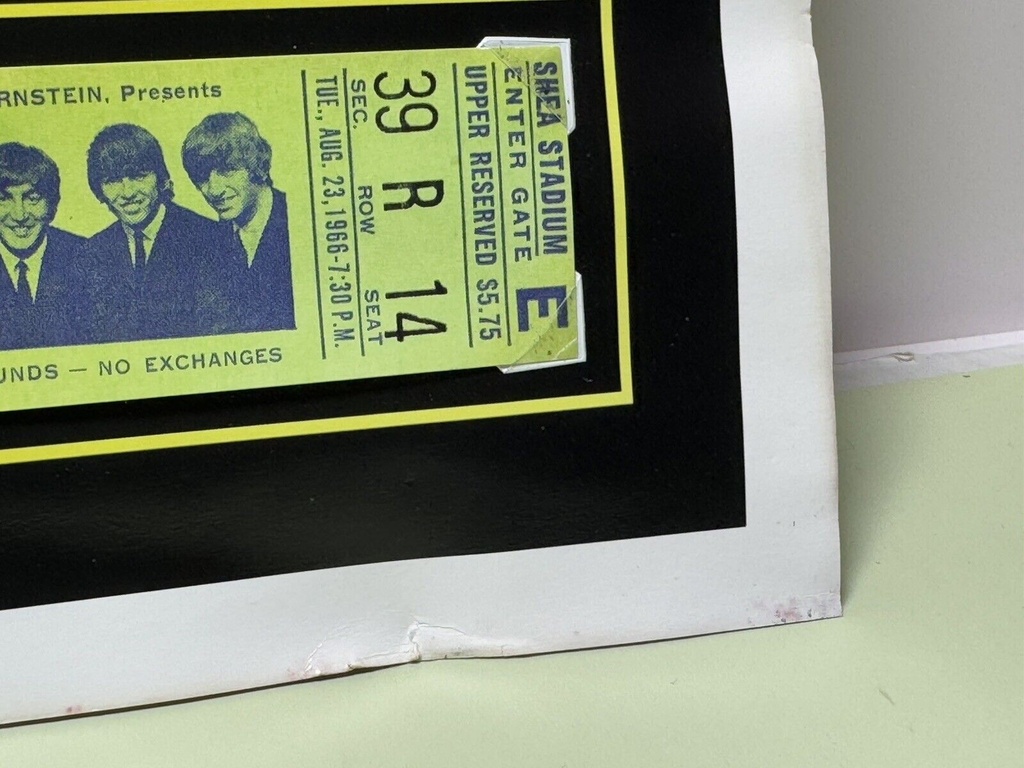 RNSTEIN, Presents
UNDS — NO EXCHANGES
SHEA STADIUM
ENTER GATE E
UPPER RESERVED $5.75
39 R 14
SEC. ROW SEAT
TUE., AUG. 23, 1966-7:30 P.M.